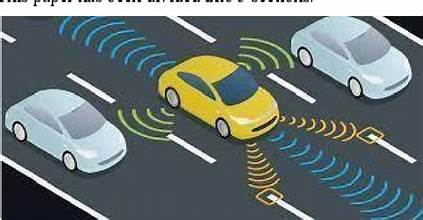 This paper has been divided into 5 sections.